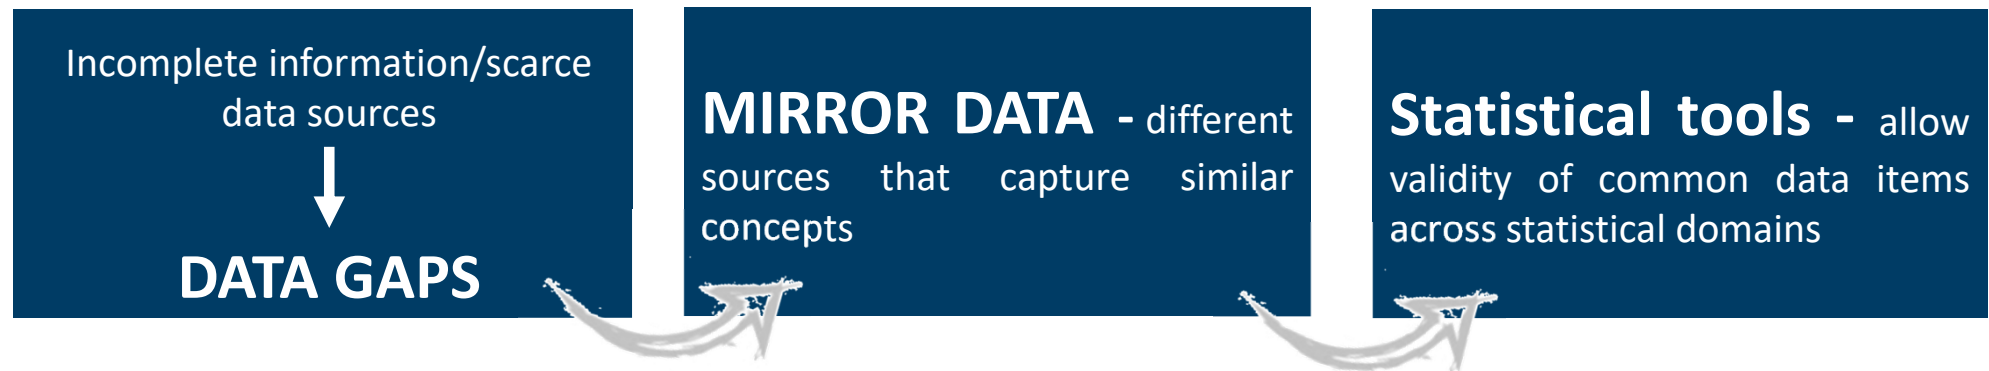 Incomplete information/scarce
data sources
DATA GAPS
MIRROR DATA - different
sources that capture similar
concepts
Statistical tools - allow
validity of common data items
across statistical domains